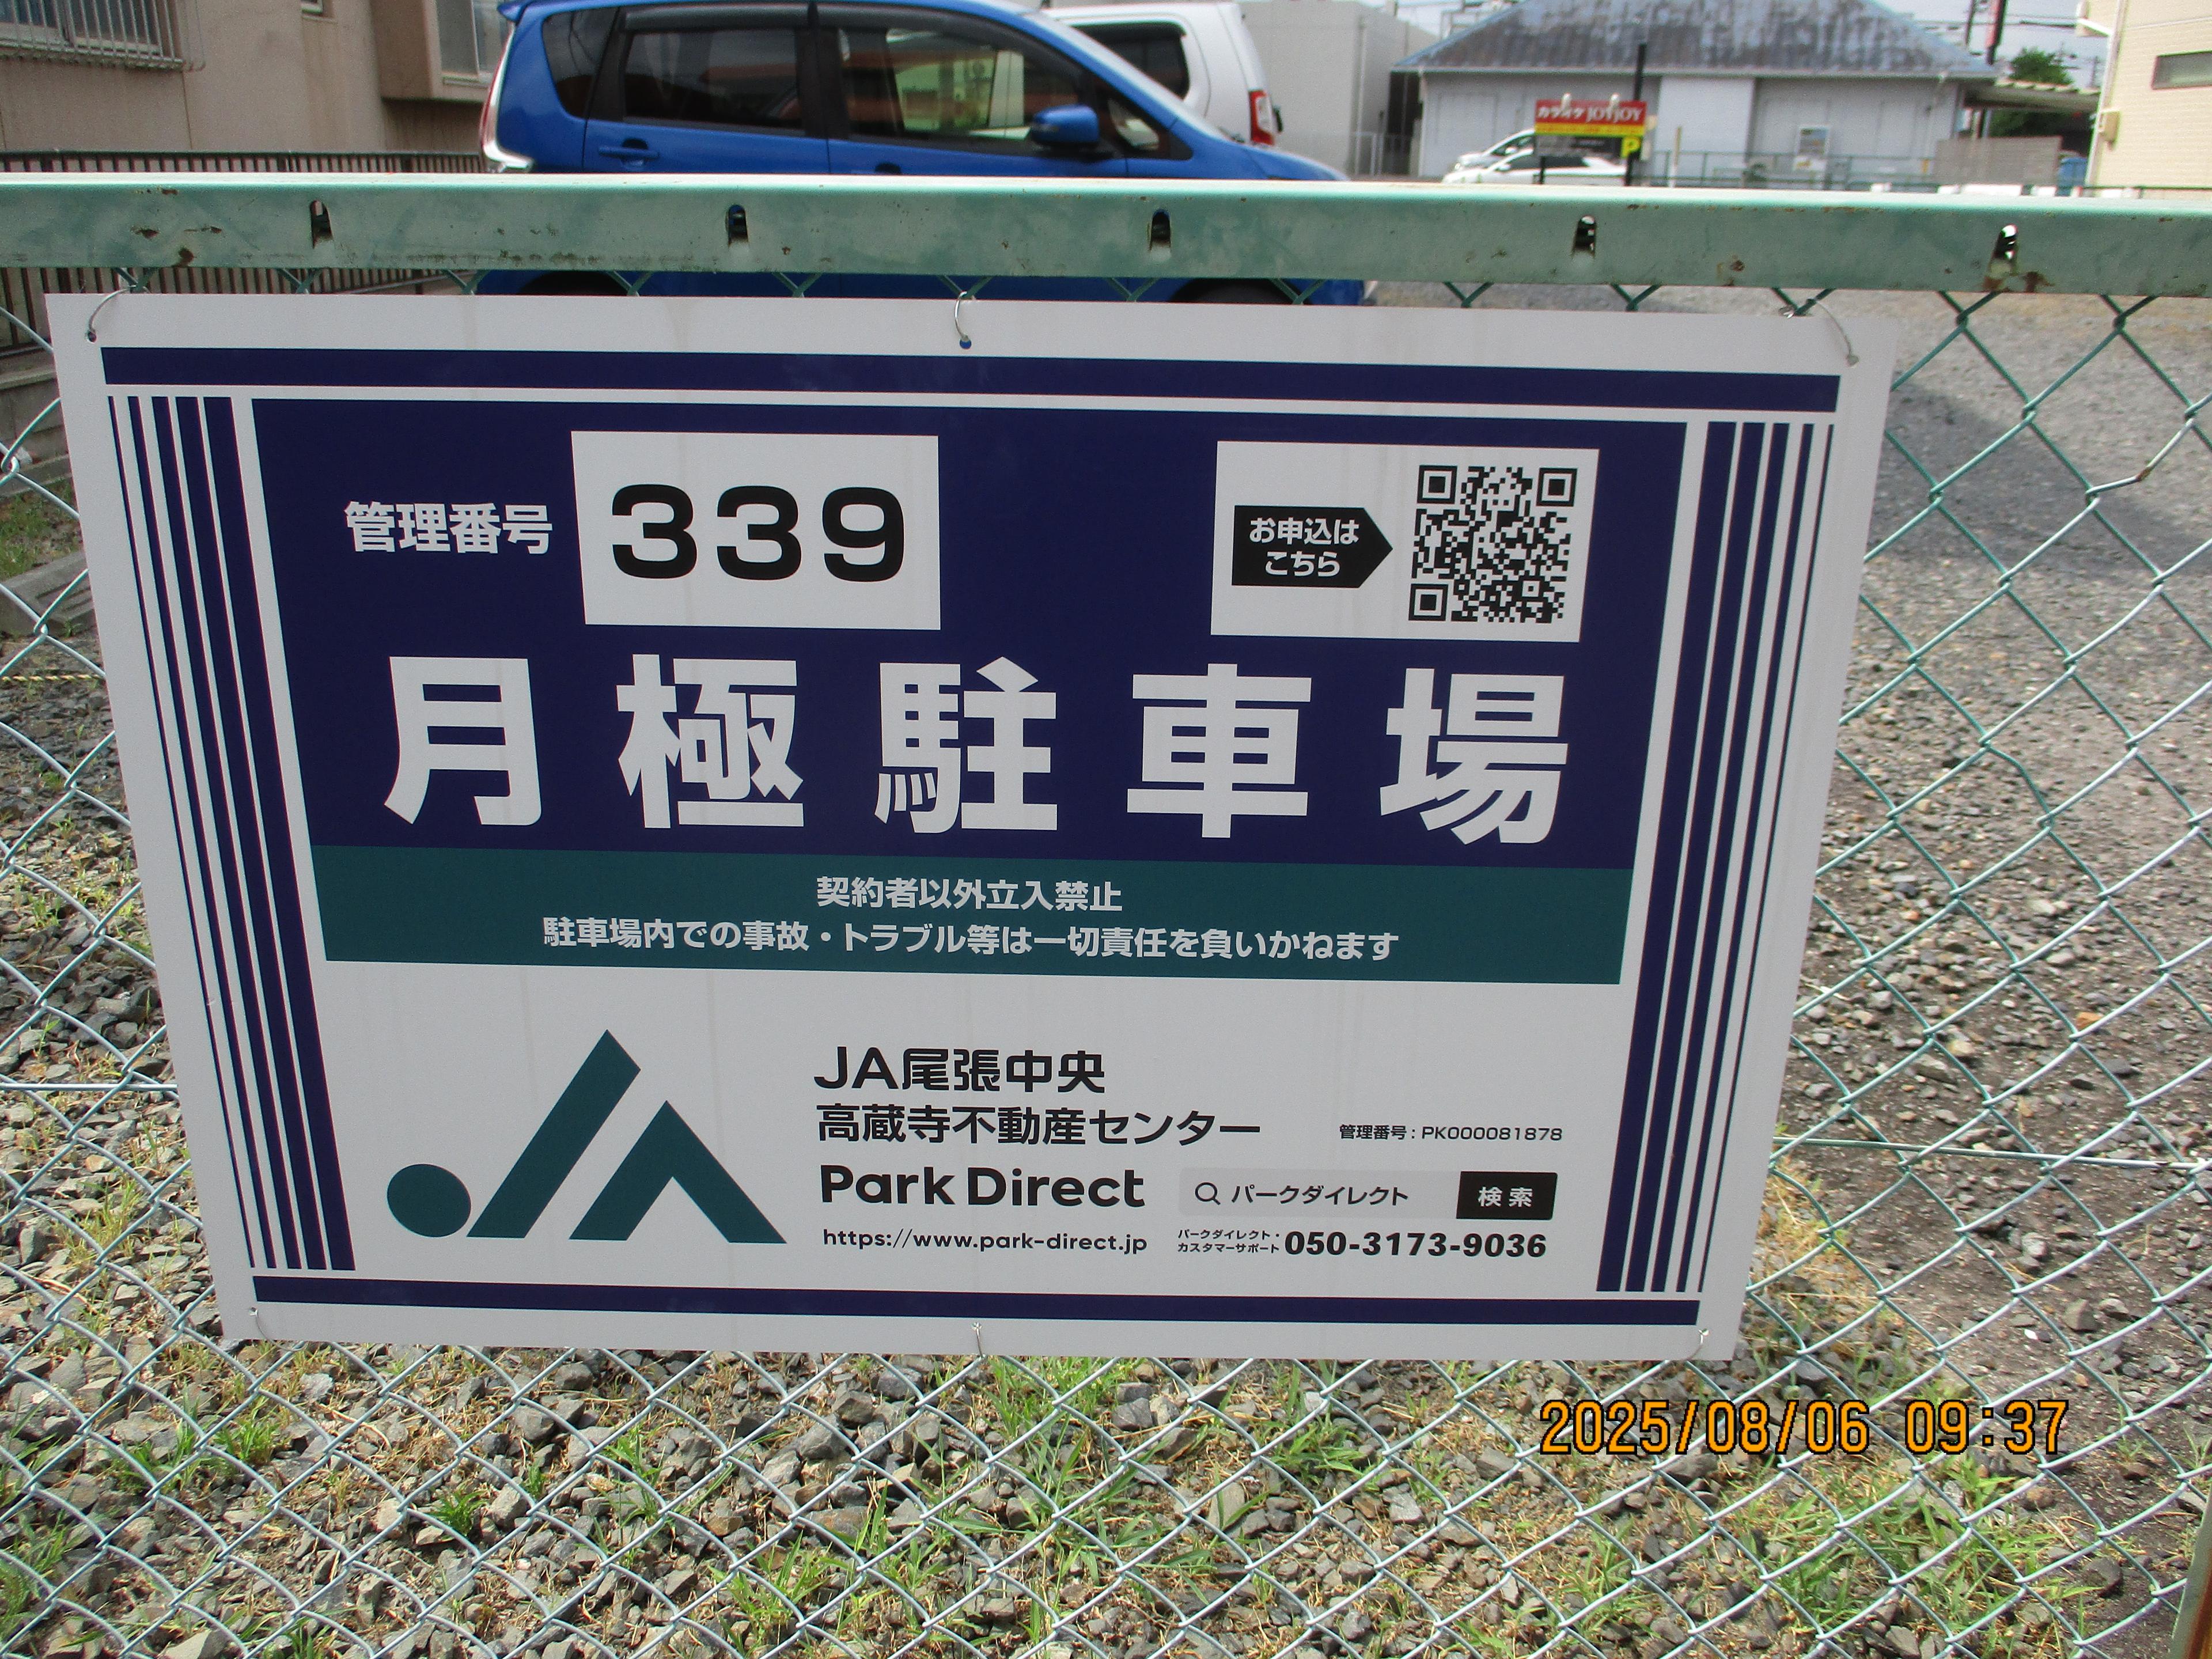 カラオケ JOYJOY
P
管理番号
339
お申込は
こちら
月極駐車場
契約者以外立入禁止
駐車場内での事故・トラブル等は一切責任を負いかねます
JA
JA尾張中央
高蔵寺不動産センター
管理番号:PK000081878
Park Direct
パークダイレクト
検索
https://www.park-direct.jp
パークダイレクト・
カスタマーサポート
050-3173-9036
2025/08/06 09:37